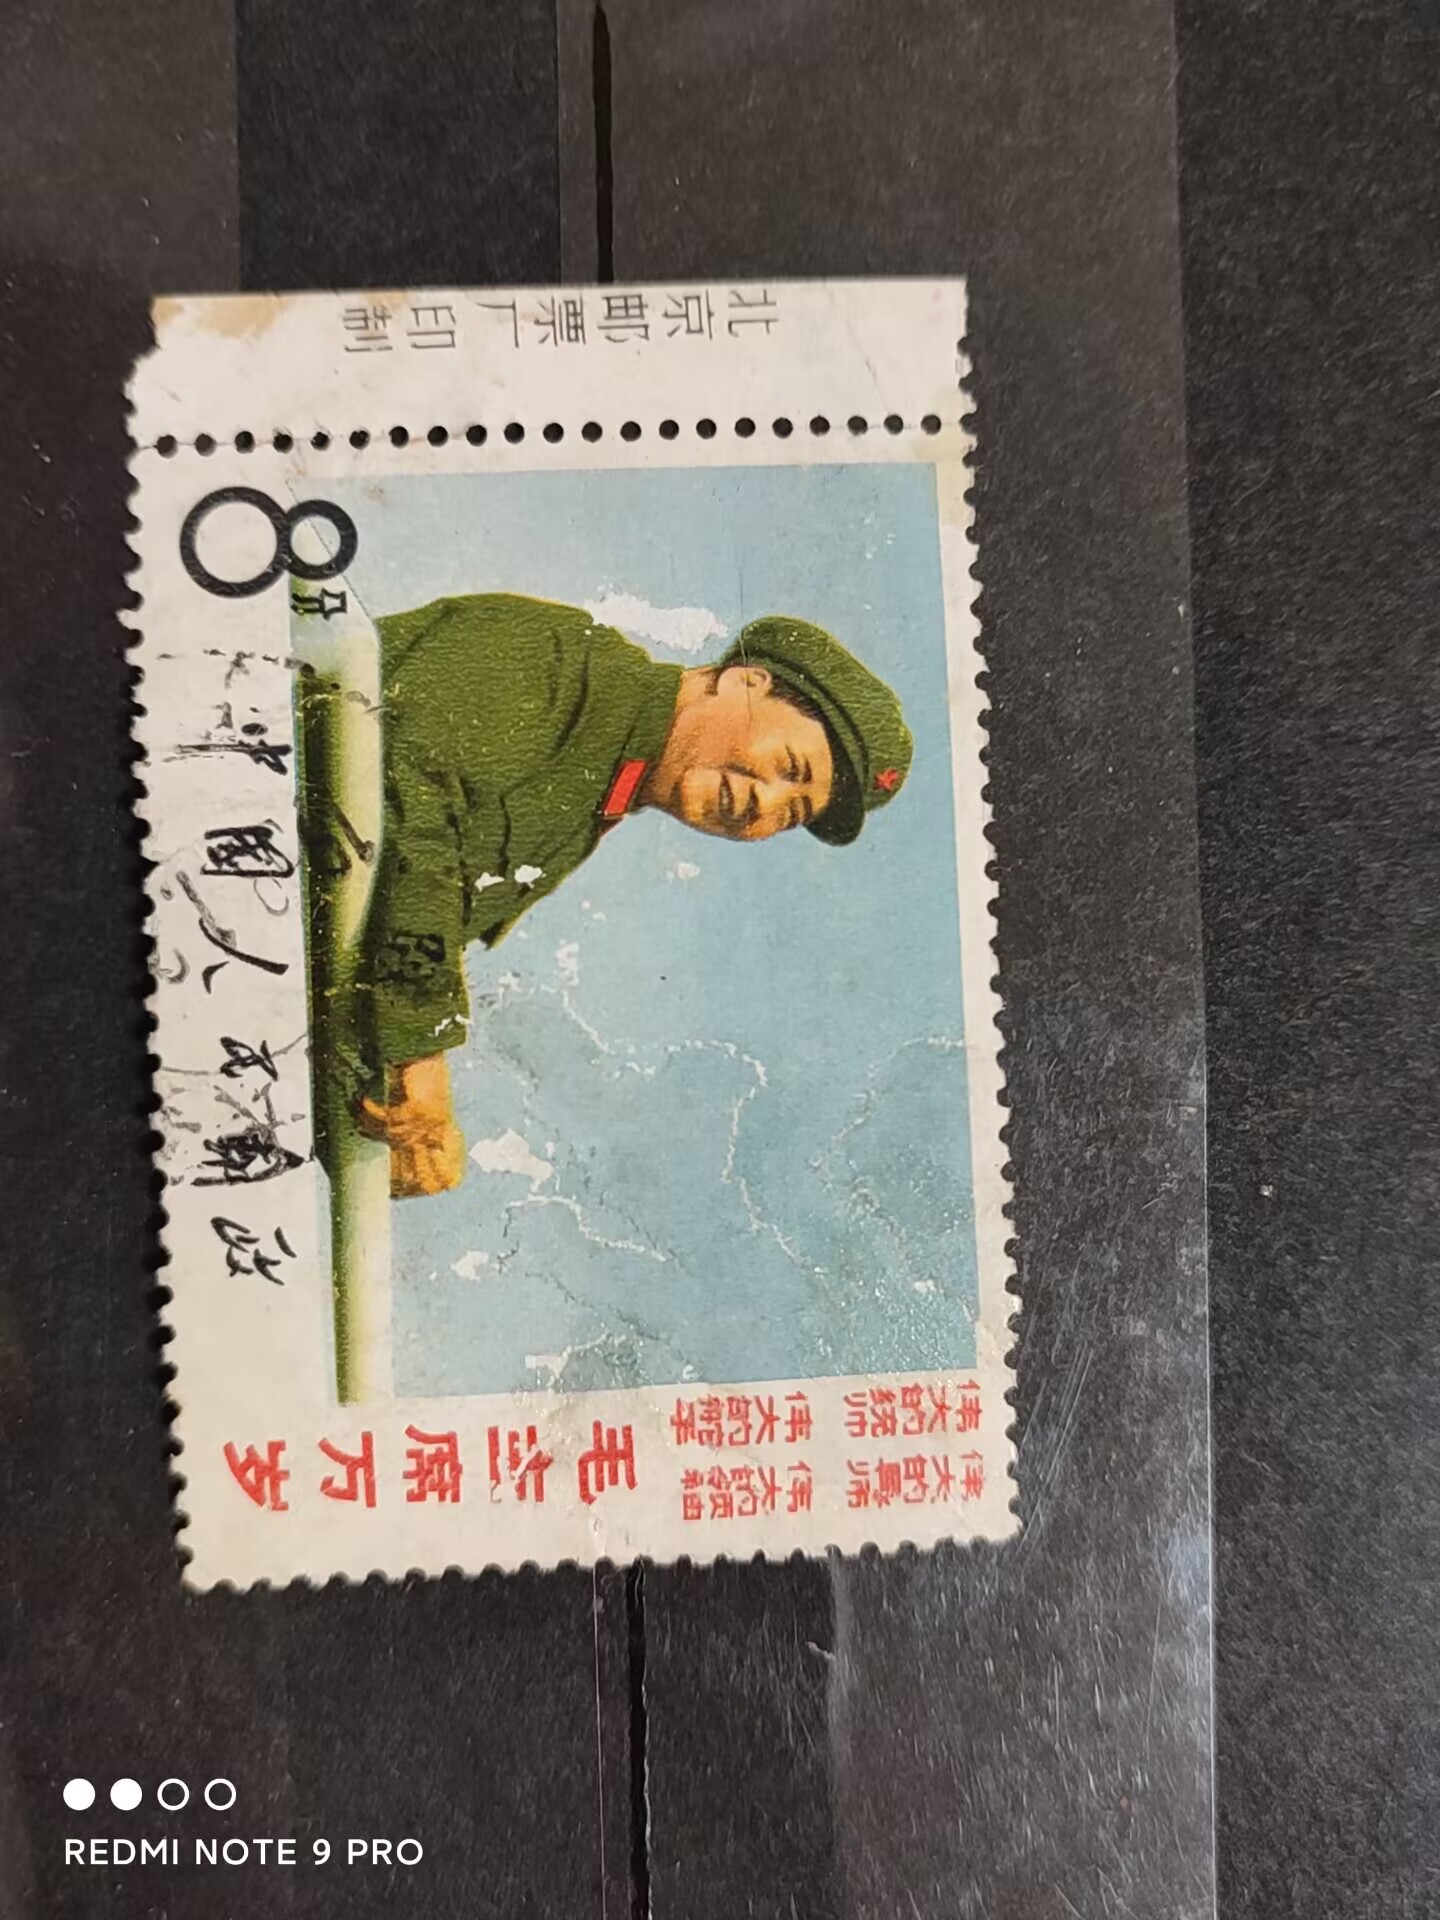 北京邮票厂印制
伟大的导师 伟大的领袖
伟大的统帅 伟大的舵手
毛主席万岁
8分
中国人民邮政
REDMI NOTE 9 PRO